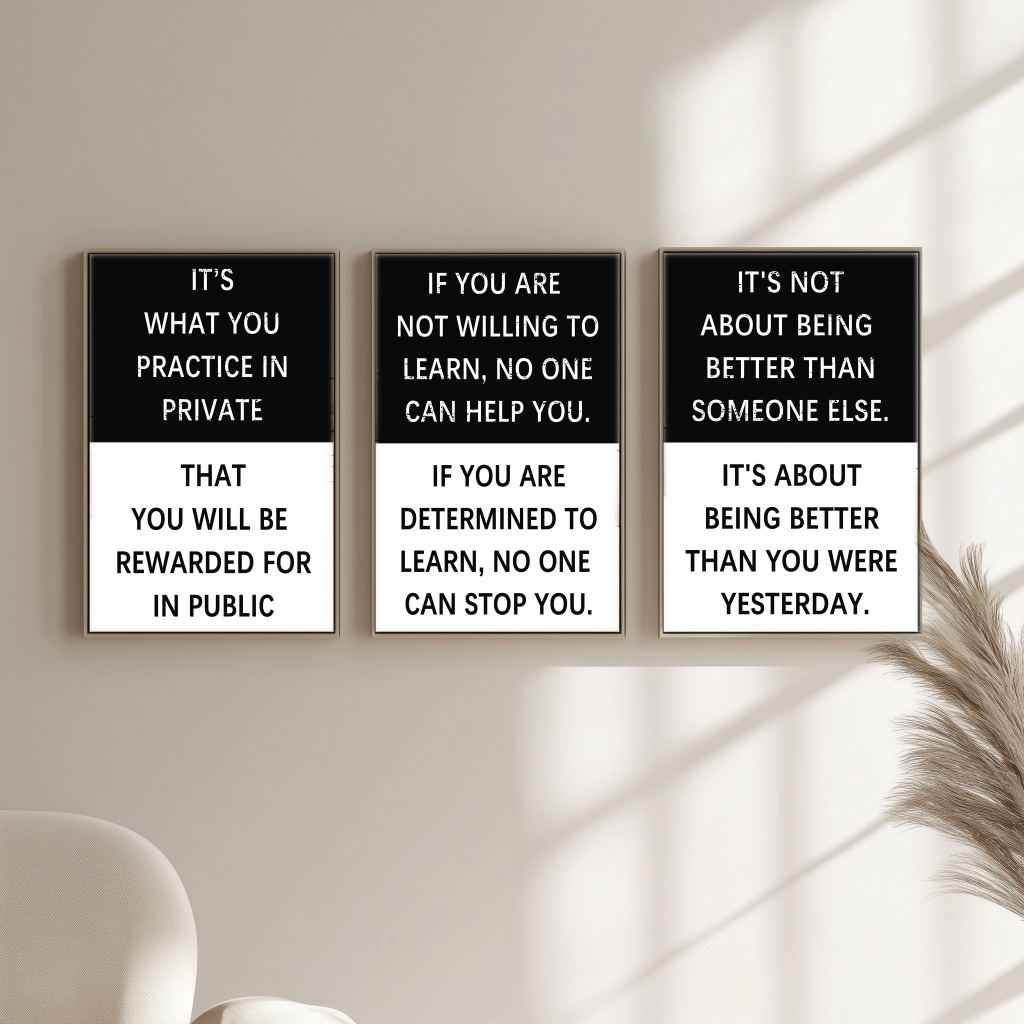 IT’S
WHAT YOU
PRACTICE IN
PRIVATE
THAT
YOU WILL BE
REWARDED FOR
IN PUBLIC
IF YOU ARE
NOT WILLING TO
LEARN, NO ONE
CAN HELP YOU.
IF YOU ARE
DETERMINED TO
LEARN, NO ONE
CAN STOP YOU.
IT'S NOT
ABOUT BEING
BETTER THAN
SOMEONE ELSE.
IT'S ABOUT
BEING BETTER
THAN YOU WERE
YESTERDAY.